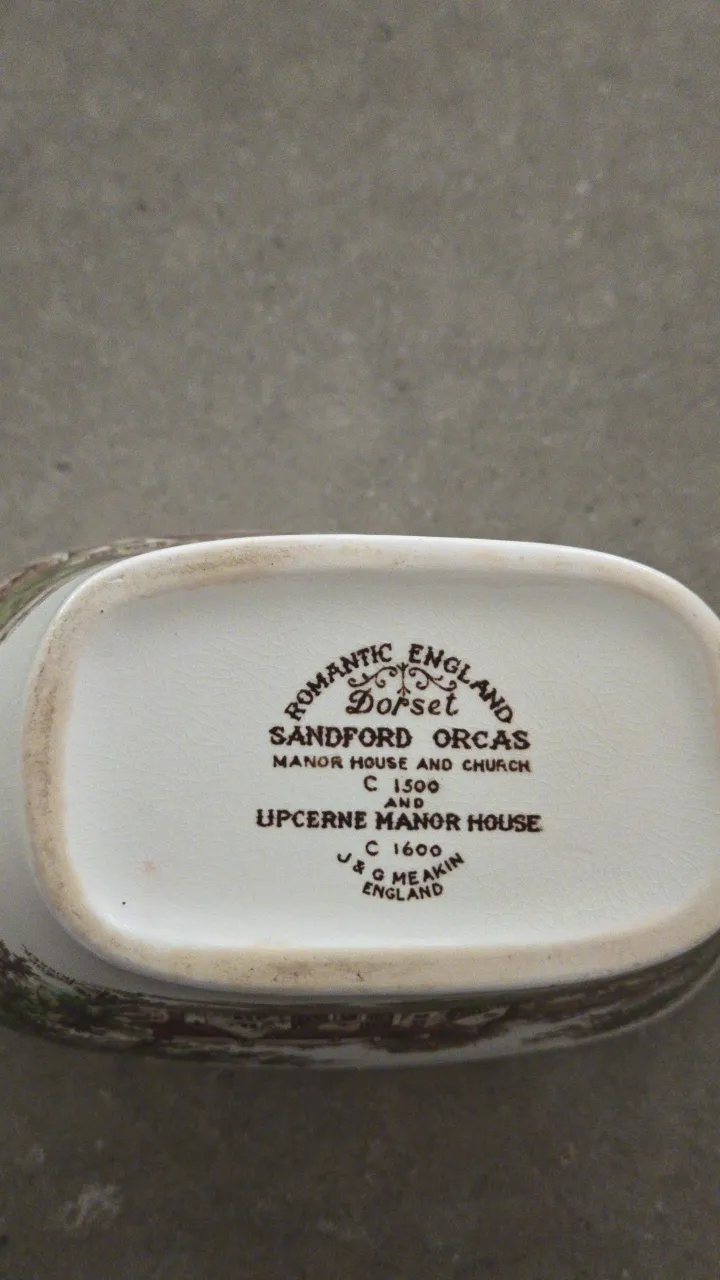 ROMANTIC ENGLAND
Dorset
SANDFORD ORCAS
MANOR HOUSE AND CHURCH
C 1500
AND
UPCERNE MANOR HOUSE
C 1600
J & G MEAKIN
ENGLAND